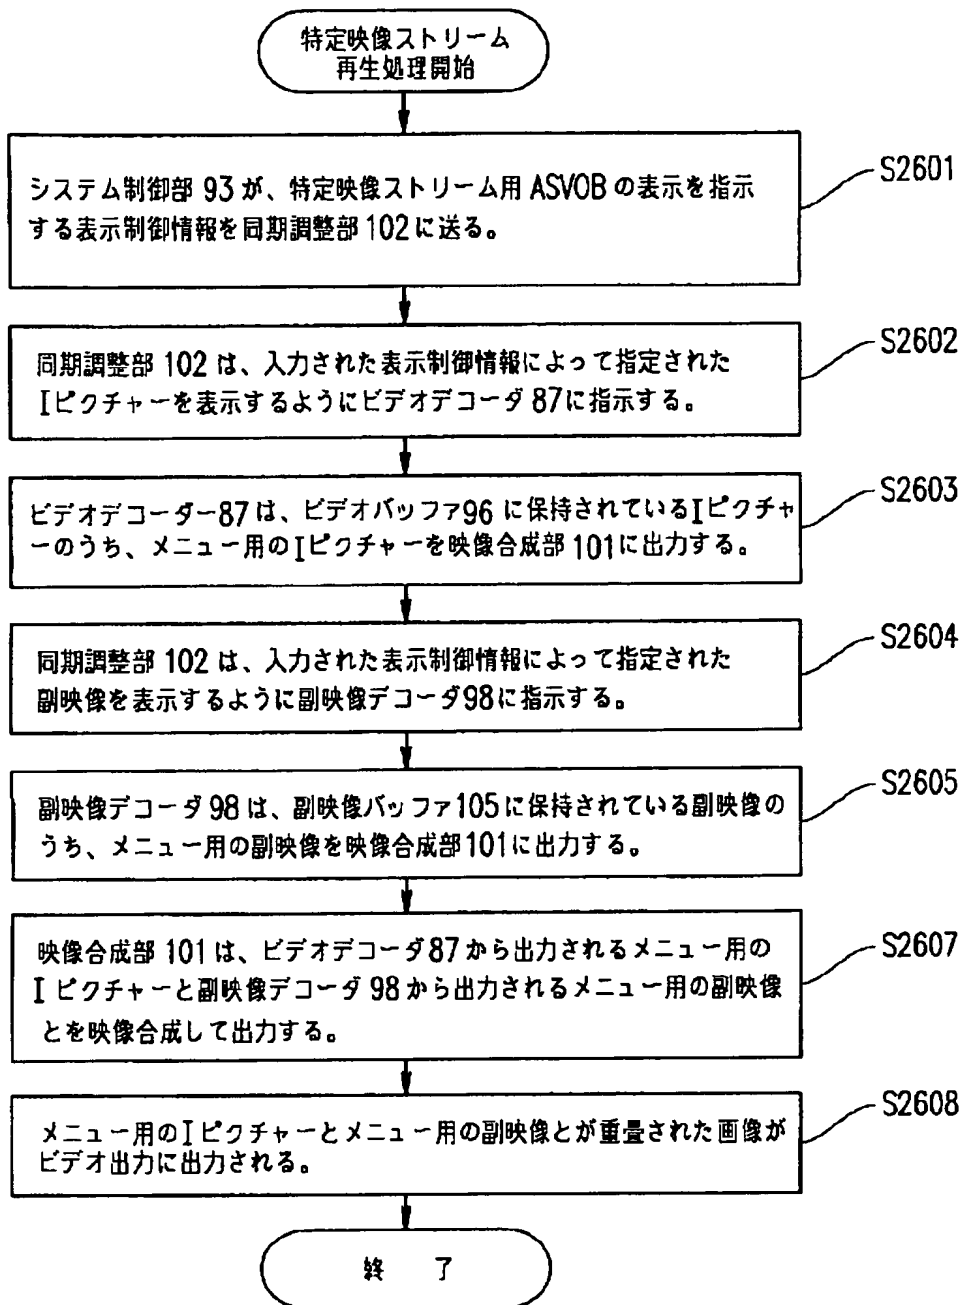 特定映像ストリーム
再生処理開始
システム制御部 93 が、特定映像ストリーム用 ASVOB の表示を指示
する表示制御情報を同期調整部 102 に送る。
S2601
同期調整部 102 は、入力された表示制御情報によって指定された
Iピクチャーを表示するようにビデオデコーダ 87に指示する。
S2602
ビデオデコーダー87は、ビデオバッファ96 に保持されているIピクチャ
ーのうち、メニュー用のIピクチャーを映像合成部 101に出力する。
S2603
同期調整部 102 は、入力された表示制御情報によって指定された
副映像を表示するように副映像デコーダ98に指示する。
S2604
副映像デコーダ98は、副映像バッファ105に保持されている副映像の
うち、メニュー用の副映像を映像合成部101に出力する。
S2605
映像合成部 101は、ビデオデコーダ87から出力されるメニュー用の
I ピクチャーと副映像デコーダ 98から出力されるメニュー用の副映像
とを映像合成して出力する。
S2607
メニュー用のIピクチャーとメニュー用の副映像とが重畳された画像が
ビデオ出力に出力される。
S2608
終 了